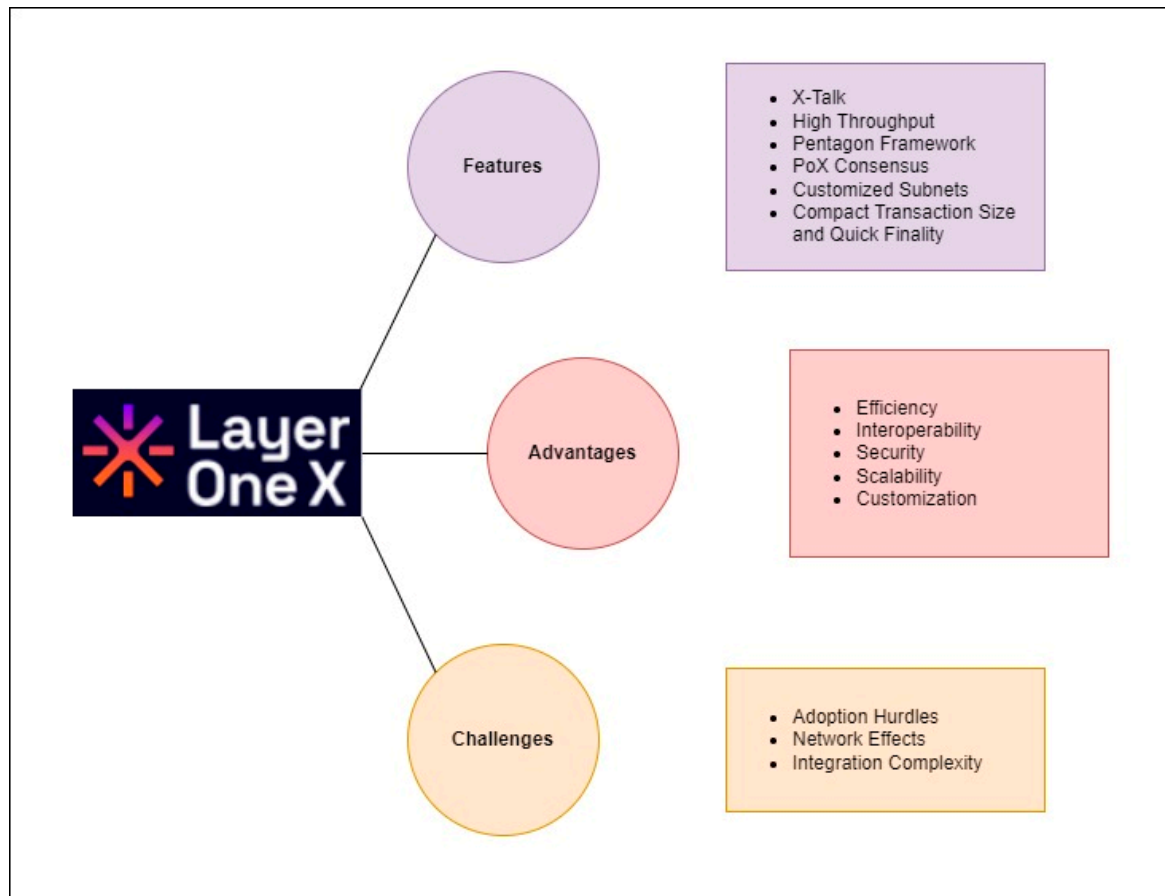 Features
• X-Talk
• High Throughput
• Pentagon Framework
• PoX Consensus
• Customized Subnets
• Compact Transaction Size
and Quick Finality
Layer
One X
Advantages
• Efficiency
• Interoperability
• Security
• Scalability
• Customization
Challenges
• Adoption Hurdles
• Network Effects
• Integration Complexity